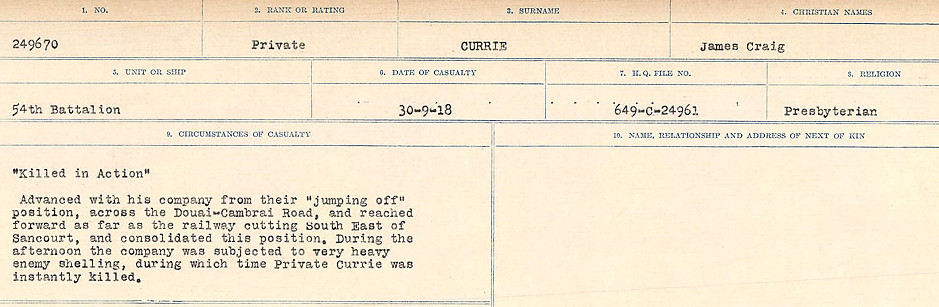 1. NO. 2. RANK OR RATING 3. SURNAME 4. CHRISTIAN NAMES
249670 Private CURRIE James Craig
5. UNIT OR SHIP 6. DATE OF CASUALTY 7. H.Q. FILE NO. 8. RELIGION
54th Battalion 30-9-18 649-C-24961 Presbyterian
9. CIRCUMSTANCES OF CASUALTY 10. NAME, RELATIONSHIP AND ADDRESS OF NEXT OF KIN
"Killed in Action"
Advanced with his company from their "jumping off"
position, across the Douai-Cambrai Road, and reached
forward as far as the railway cutting South East of
Sancourt, and consolidated this position. During the
afternoon the company was subjected to very heavy
enemy shelling, during which time Private Currie was
instantly killed.